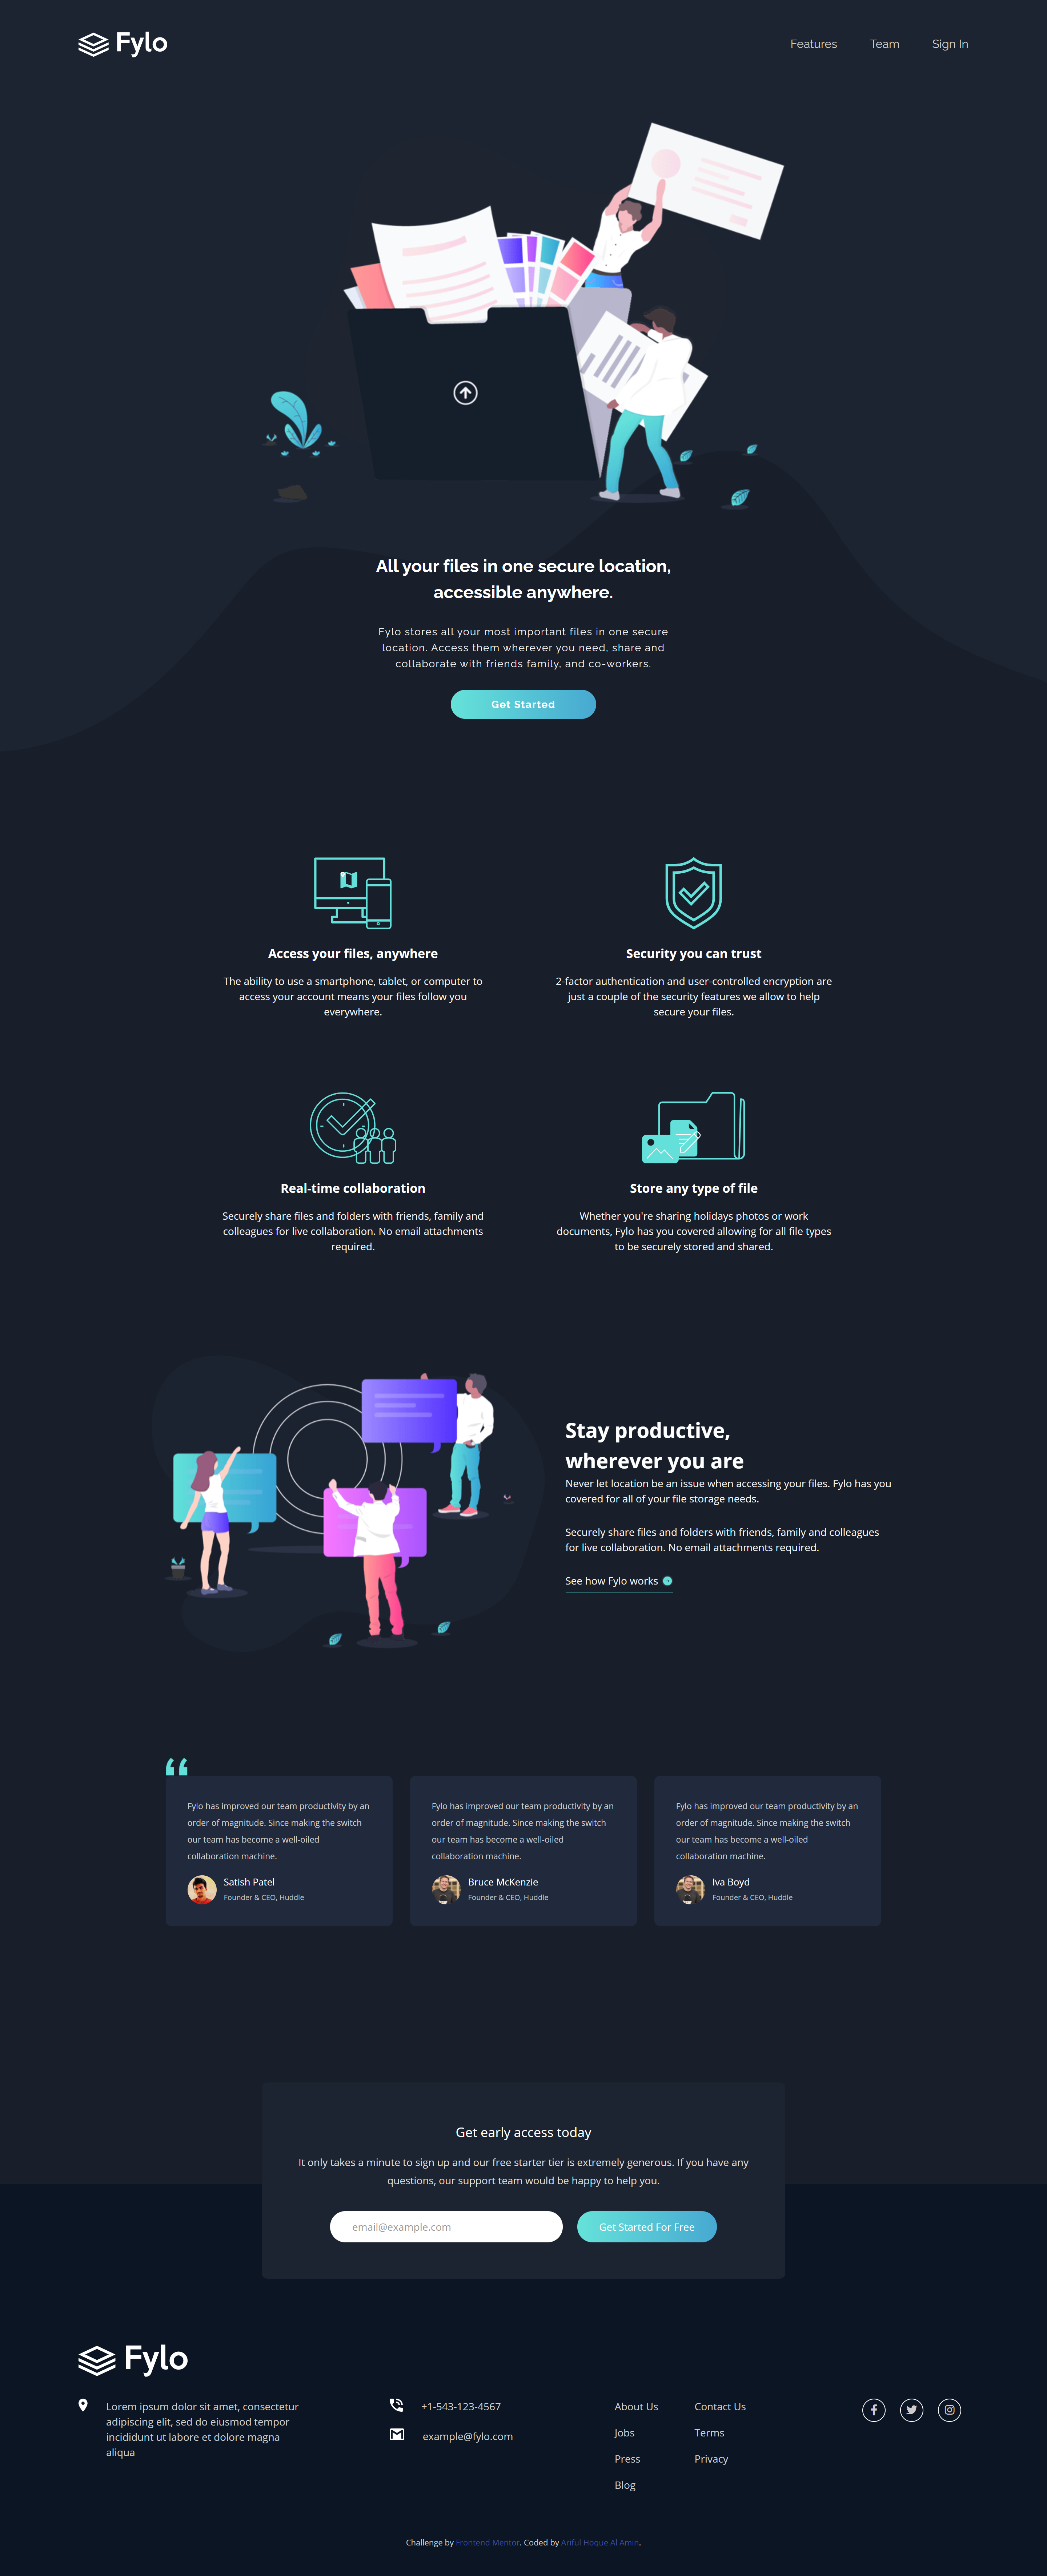 Fylo
Features Team Sign In
All your files in one secure location,
accessible anywhere.
Fylo stores all your most important files in one secure
location. Access them wherever you need, share and
collaborate with friends family, and co-workers.
Get Started
Access your files, anywhere
The ability to use a smartphone, tablet, or computer to
access your account means your files follow you
everywhere.
Security you can trust
2-factor authentication and user-controlled encryption are
just a couple of the security features we allow to help
secure your files.
Real-time collaboration
Securely share files and folders with friends, family and
colleagues for live collaboration. No email attachments
required.
Store any type of file
Whether you're sharing holidays photos or work
documents, Fylo has you covered allowing for all file types
to be securely stored and shared.
Stay productive,
wherever you are
Never let location be an issue when accessing your files. Fylo has you
covered for all of your file storage needs.
Securely share files and folders with friends, family and colleagues
for live collaboration. No email attachments required.
See how Fylo works
Fylo has improved our team productivity by an
order of magnitude. Since making the switch
our team has become a well-oiled
collaboration machine.
Satish Patel
Founder & CEO, Huddle
Fylo has improved our team productivity by an
order of magnitude. Since making the switch
our team has become a well-oiled
collaboration machine.
Bruce McKenzie
Founder & CEO, Huddle
Fylo has improved our team productivity by an
order of magnitude. Since making the switch
our team has become a well-oiled
collaboration machine.
Iva Boyd
Founder & CEO, Huddle
Get early access today
It only takes a minute to sign up and our free starter tier is extremely generous. If you have any
questions, our support team would be happy to help you.
email@example.com
Get Started For Free
Fylo
Lorem ipsum dolor sit amet, consectetur
adipiscing elit, sed do eiusmod tempor
incididunt ut labore et dolore magna
aliqua
+1-543-123-4567
example@fylo.com
About Us
Jobs
Press
Blog
Contact Us
Terms
Privacy
Challenge by Frontend Mentor. Coded by Ariful Hoque Al Amin.